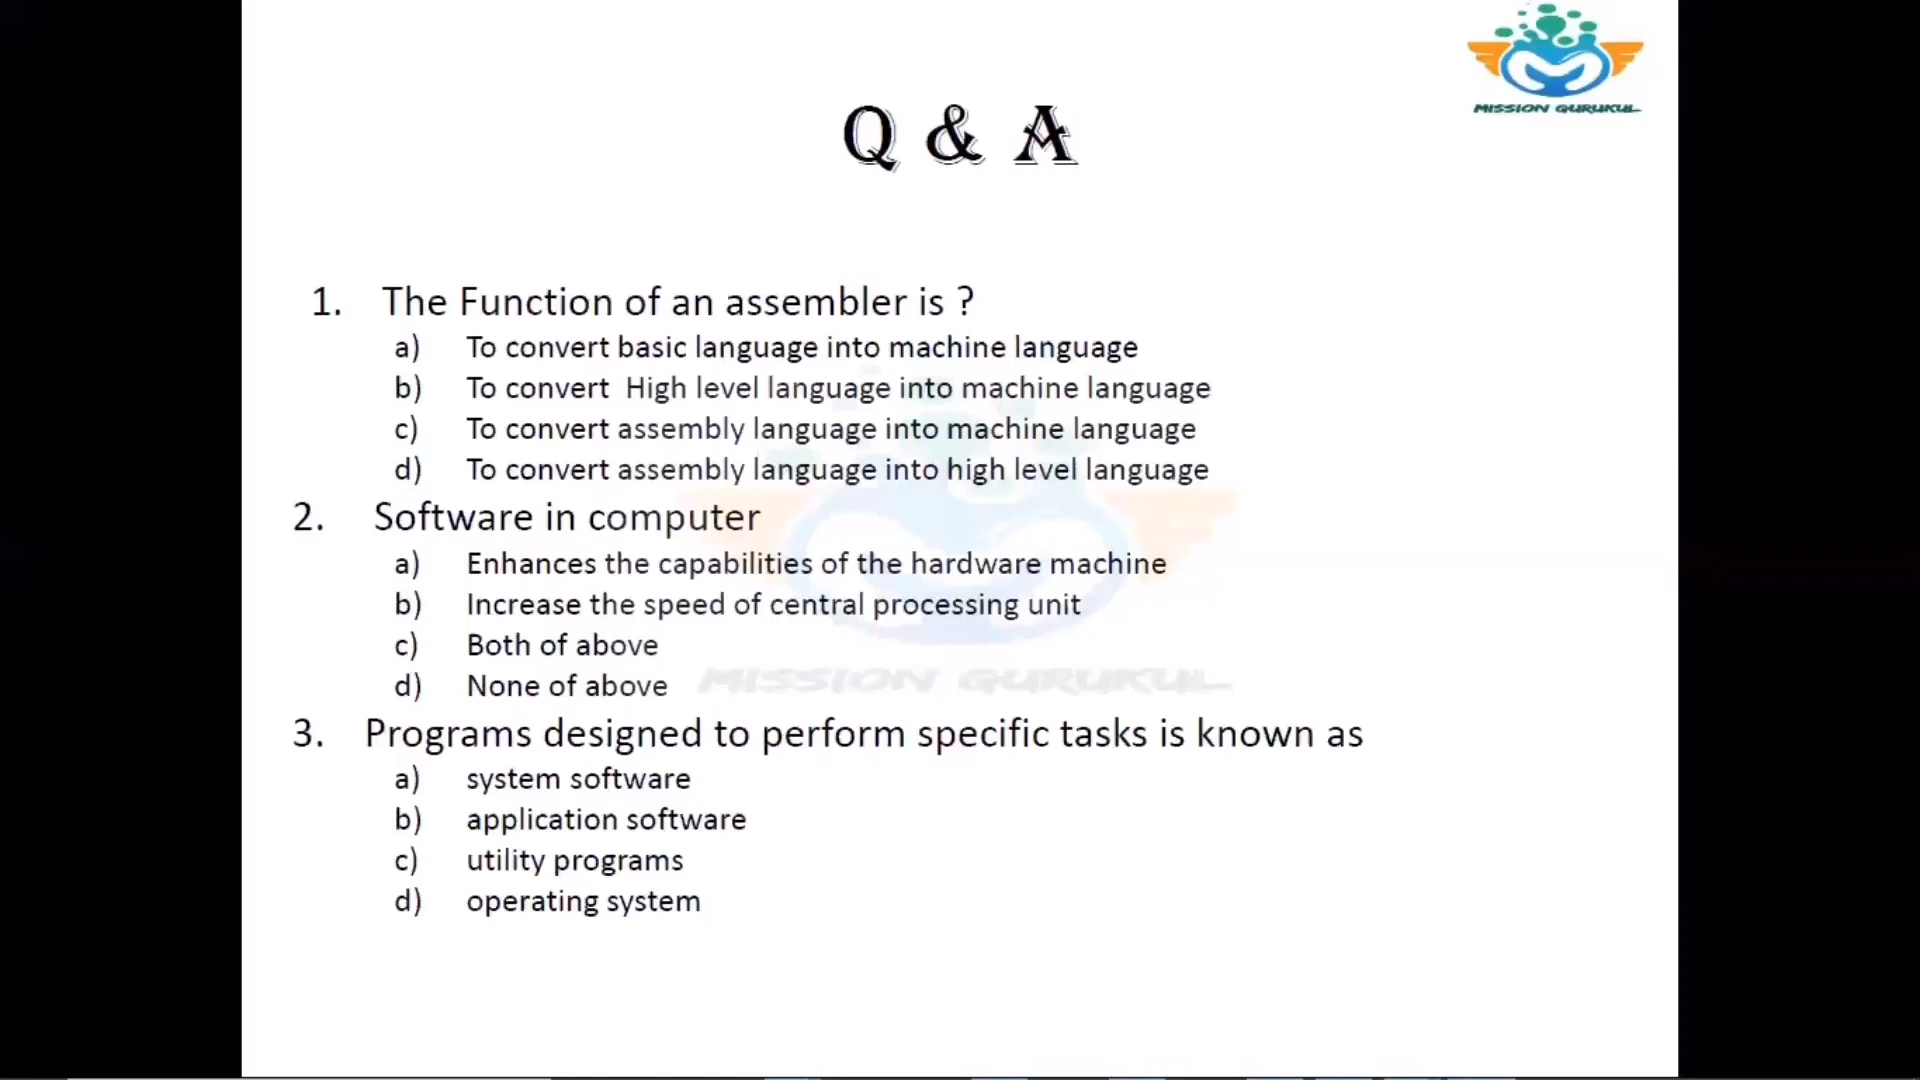 MISSION GURUKUL
Q & A
1. The Function of an assembler is ?
a) To convert basic language into machine language
b) To convert High level language into machine language
c) To convert assembly language into machine language
d) To convert assembly language into high level language
2. Software in computer
a) Enhances the capabilities of the hardware machine
b) Increase the speed of central processing unit
c) Both of above
d) None of above
MISSION GURUKUL
3. Programs designed to perform specific tasks is known as
a) system software
b) application software
c) utility programs
d) operating system